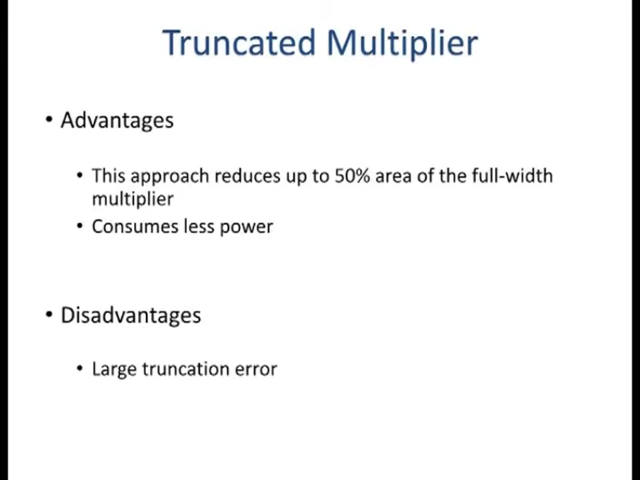 Truncated Multiplier
• Advantages
• This approach reduces up to 50% area of the full-width
multiplier
• Consumes less power
• Disadvantages
• Large truncation error